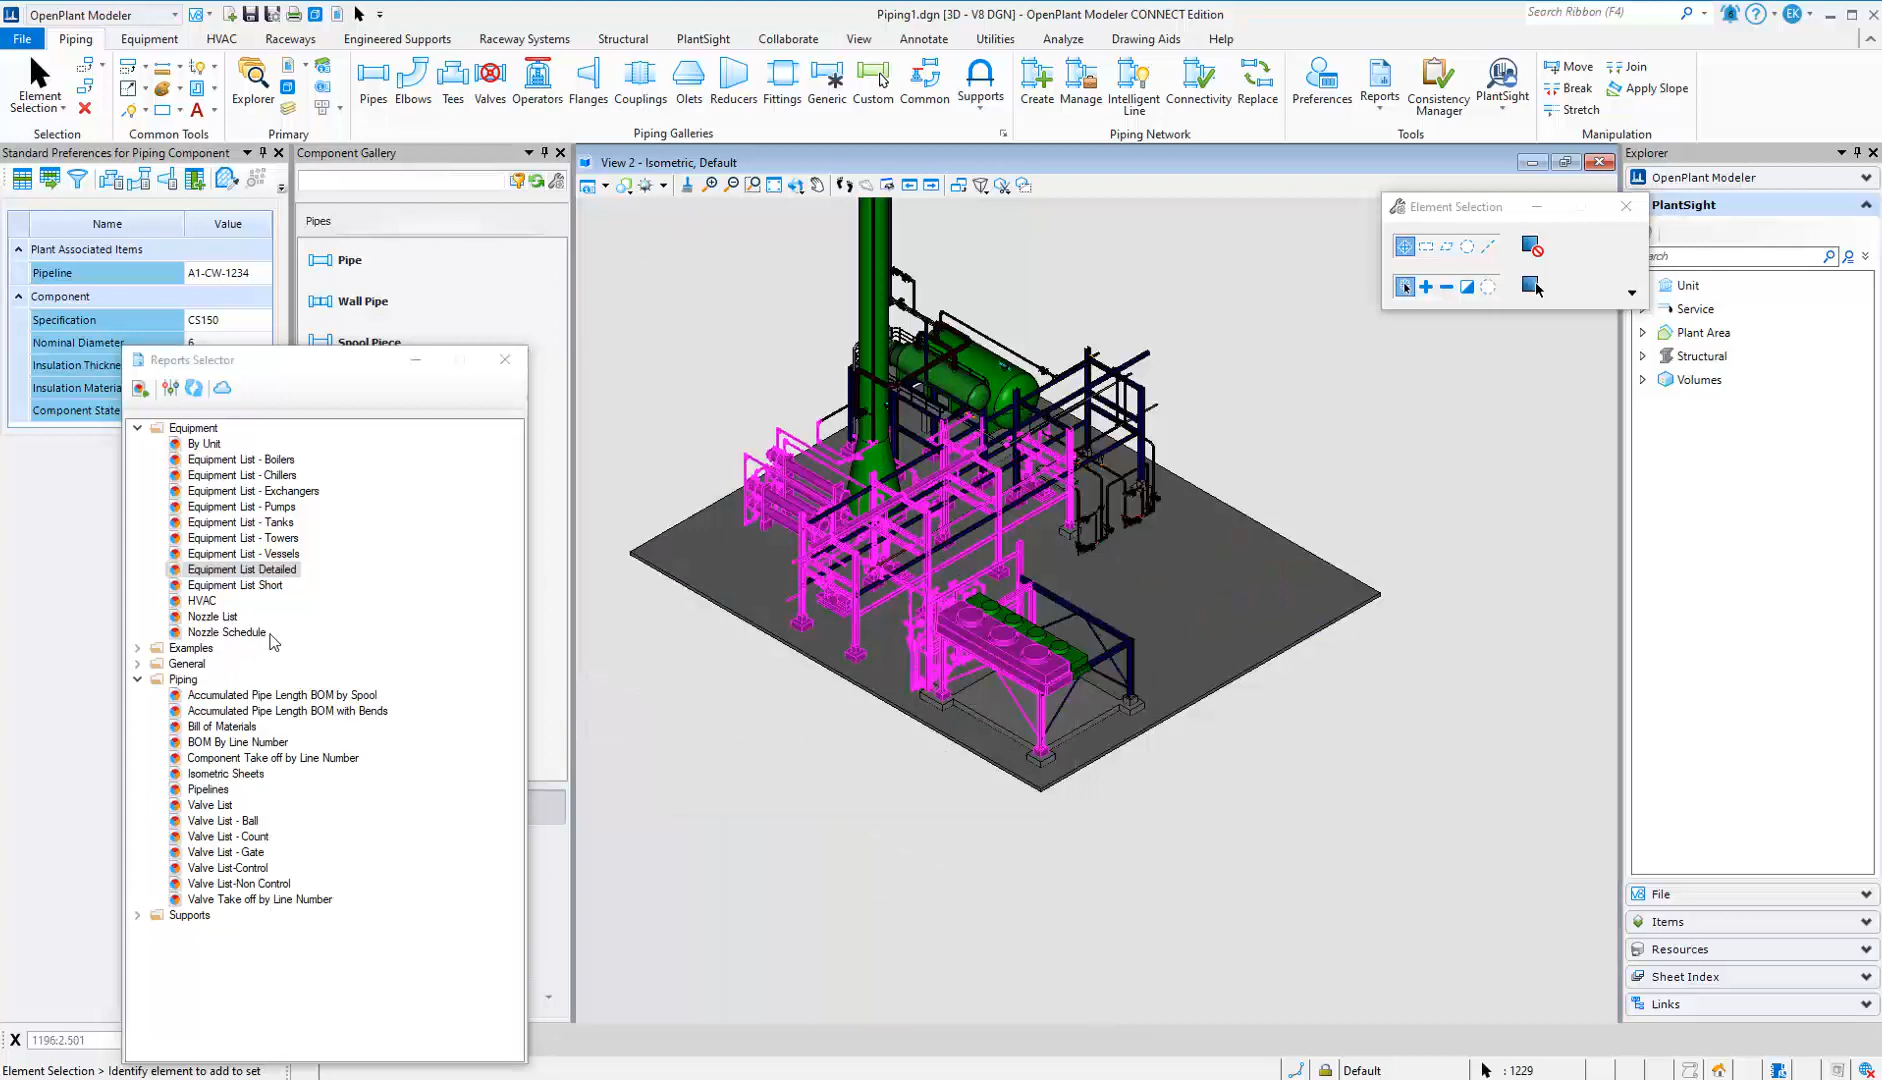 OpenPlant Modeler
Piping1.dgn [3D - V8 DGN] - OpenPlant Modeler CONNECT Edition
Search Ribbon (F4)
EK
File Piping Equipment HVAC Raceways Engineered Supports Raceway Systems Structural PlantSight Collaborate View Annotate Utilities Analyze Drawing Aids Help
Element Selection
Explorer
Pipes Elbows Tees Valves Operators Flanges Couplings Olets Reducers Fittings Generic Custom Common Supports
Create Manage Intelligent Line Connectivity Replace
Preferences Reports Consistency Manager PlantSight
Move Join
Break Apply Slope
Stretch
Selection Common Tools Primary Piping Galleries Piping Network Tools Manipulation
Standard Preferences for Piping Component
Component Gallery
View 2 - Isometric, Default
Explorer
OpenPlant Modeler
PlantSight
Element Selection
Name Value
Plant Associated Items
Pipeline A1-CW-1234
Component
Specification CS150
Nominal Diameter 6
Insulation Thickne
Insulation Materia
Component State
Pipes
Pipe
Wall Pipe
Spool Piece
Reports Selector
Equipment
By Unit
Equipment List - Boilers
Equipment List - Chillers
Equipment List - Exchangers
Equipment List - Pumps
Equipment List - Tanks
Equipment List - Towers
Equipment List - Vessels
Equipment List Detailed
Equipment List Short
HVAC
Nozzle List
Nozzle Schedule
Examples
General
Piping
Accumulated Pipe Length BOM by Spool
Accumulated Pipe Length BOM with Bends
Bill of Materials
BOM By Line Number
Component Take off by Line Number
Isometric Sheets
Pipelines
Valve List
Valve List - Ball
Valve List - Count
Valve List - Gate
Valve List-Control
Valve List-Non Control
Valve Take off by Line Number
Supports
arch
Unit
Service
Plant Area
Structural
Volumes
File
Items
Resources
Sheet Index
Links
X 1196:2.501
Element Selection > Identify element to add to set
Default
: 1229